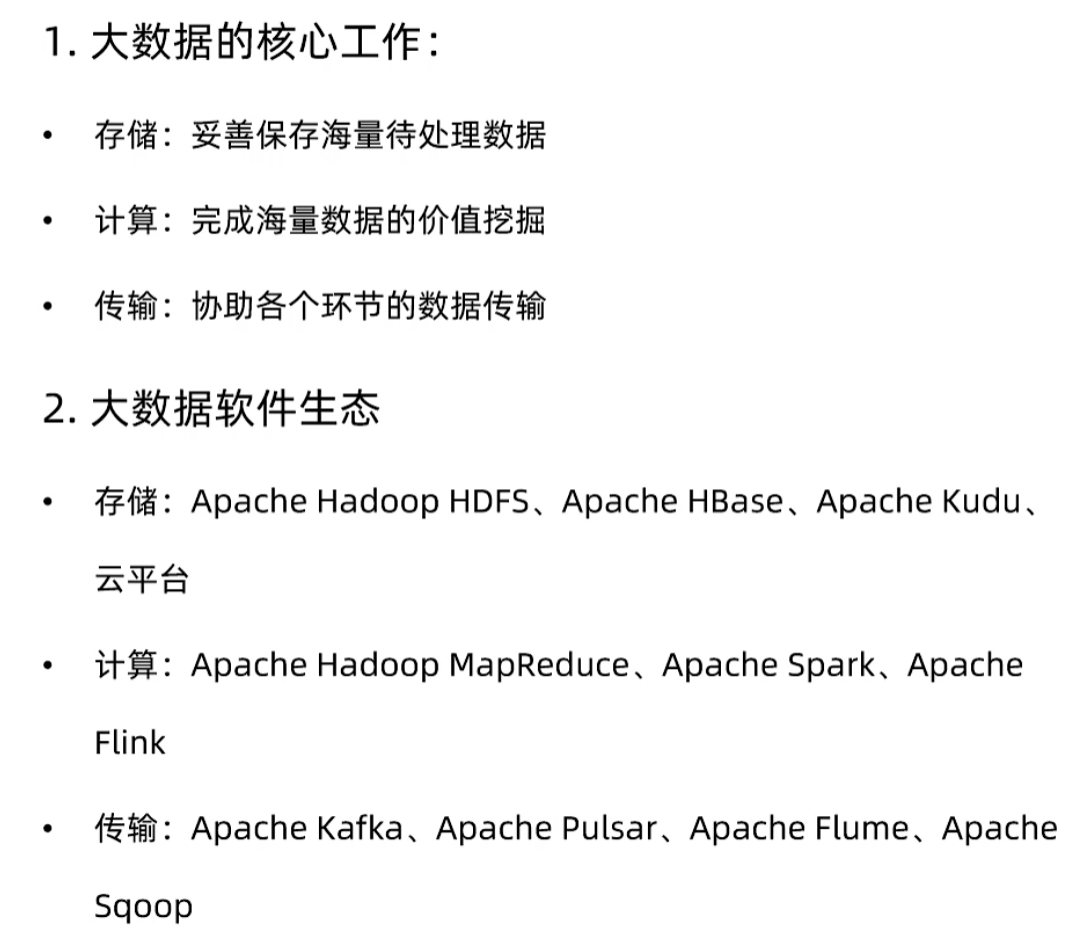 1. 大数据的核心工作：
• 存储：妥善保存海量待处理数据
• 计算：完成海量数据的价值挖掘
• 传输：协助各个环节的数据传输
2. 大数据软件生态
• 存储：Apache Hadoop HDFS、Apache HBase、Apache Kudu、
云平台
• 计算：Apache Hadoop MapReduce、Apache Spark、Apache
Flink
• 传输：Apache Kafka、Apache Pulsar、Apache Flume、Apache
Sqoop